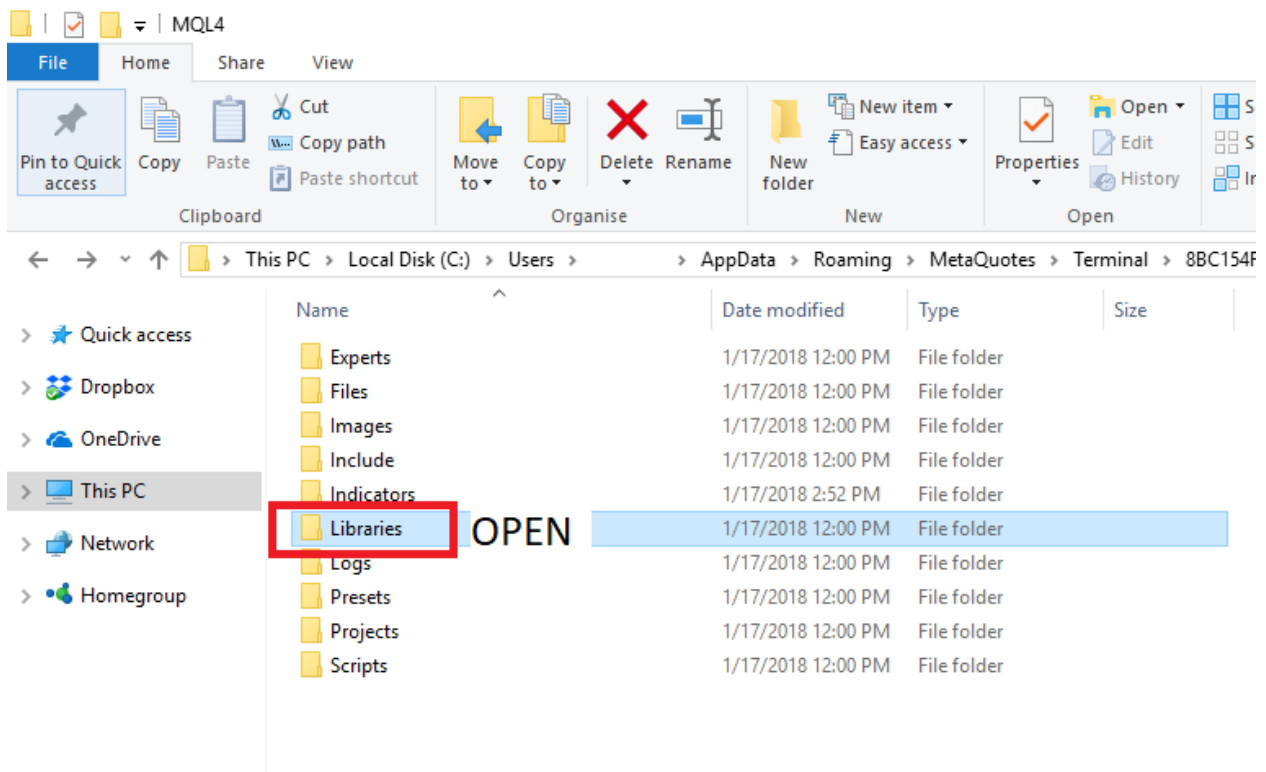 MQL4
File Home Share View
Pin to Quick access
Copy
Paste
Cut
Copy path
Paste shortcut
Clipboard
Move to
Copy to
Delete
Rename
Organise
New folder
New item
Easy access
New
Properties
Open
Edit
History
Open
S
S
In
This PC > Local Disk (C:) > Users > > AppData > Roaming > MetaQuotes > Terminal > 8BC154F
Name Date modified Type Size
Quick access
Dropbox
OneDrive
This PC
Network
Homegroup
Experts 1/17/2018 12:00 PM File folder
Files 1/17/2018 12:00 PM File folder
Images 1/17/2018 12:00 PM File folder
Include 1/17/2018 12:00 PM File folder
Indicators 1/17/2018 2:52 PM File folder
Libraries OPEN 1/17/2018 12:00 PM File folder
Logs 1/17/2018 12:00 PM File folder
Presets 1/17/2018 12:00 PM File folder
Projects 1/17/2018 12:00 PM File folder
Scripts 1/17/2018 12:00 PM File folder